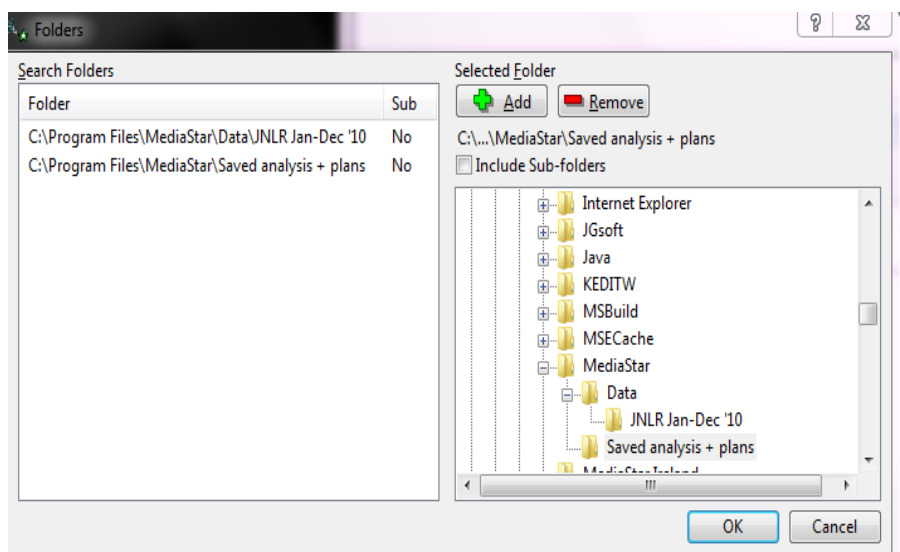 Folders
Search Folders
Folder Sub
C:\Program Files\MediaStar\Data\JNLR Jan-Dec '10 No
C:\Program Files\MediaStar\Saved analysis + plans No
Selected Folder
Add Remove
C:\...\MediaStar\Saved analysis + plans
Include Sub-folders
Internet Explorer
JGsoft
Java
KEDITW
MSBuild
MSECache
MediaStar
Data
JNLR Jan-Dec '10
Saved analysis + plans
MediaStar Ireland
OK Cancel